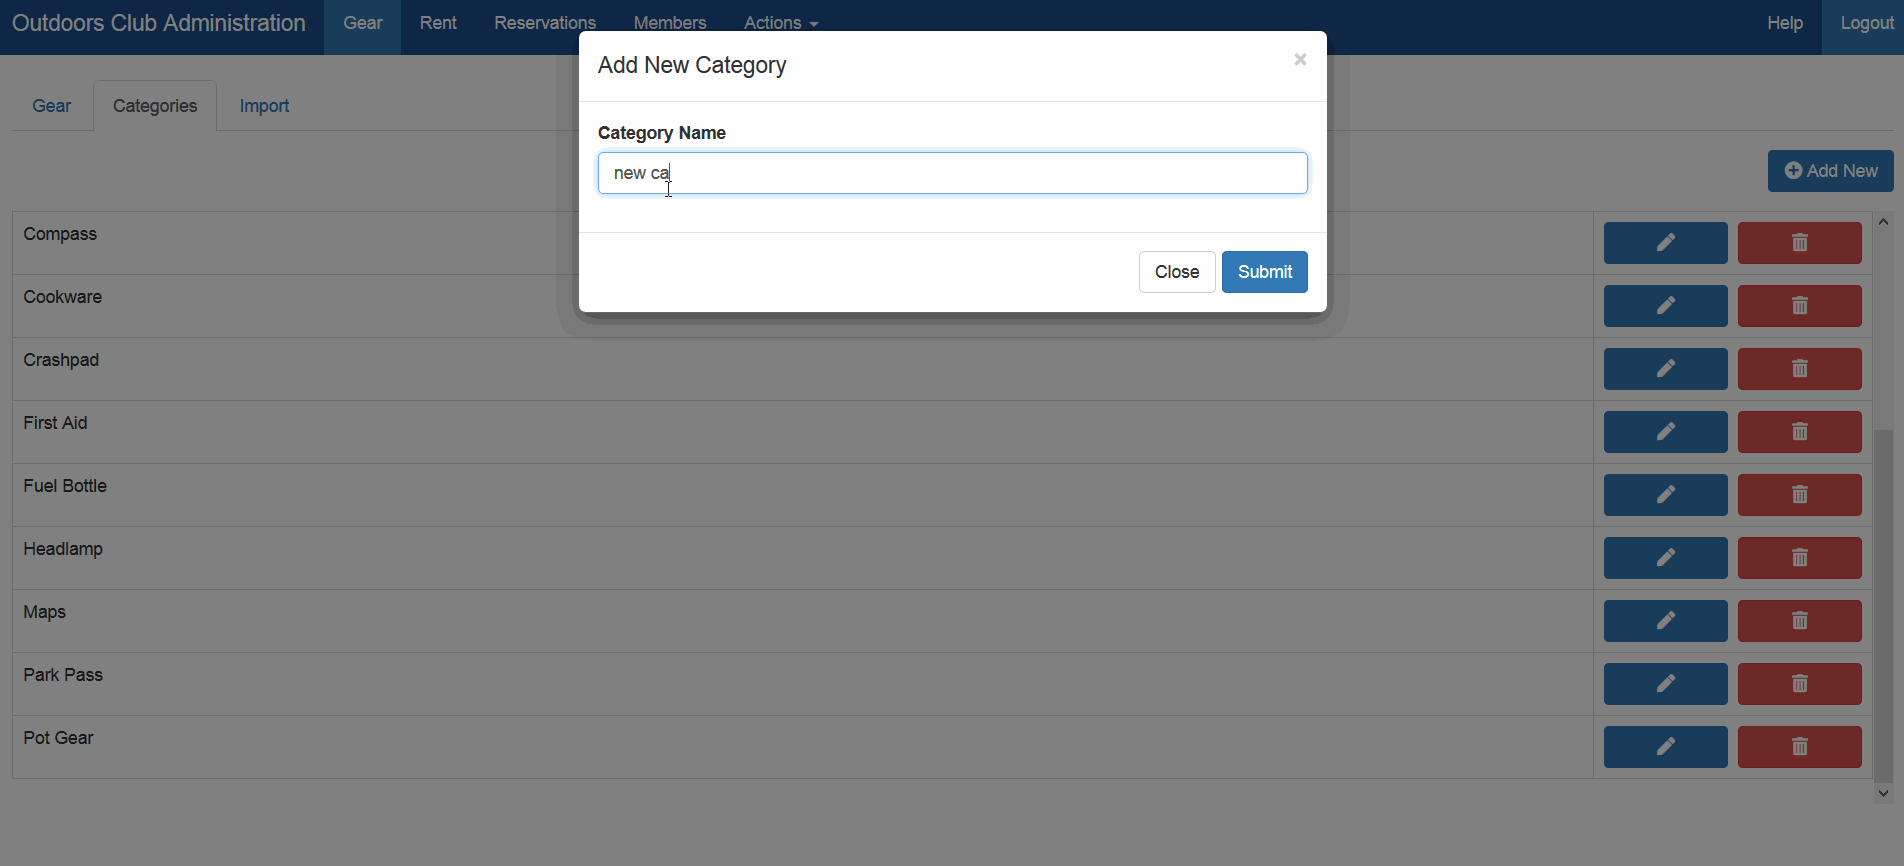 Outdoors Club Administration Gear Rent Reservations Members Actions Help Logout
Add New Category ×
Gear Categories Import
Category Name
new ca
Add New
Close Submit
Compass
Cookware
Crashpad
First Aid
Fuel Bottle
Headlamp
Maps
Park Pass
Pot Gear